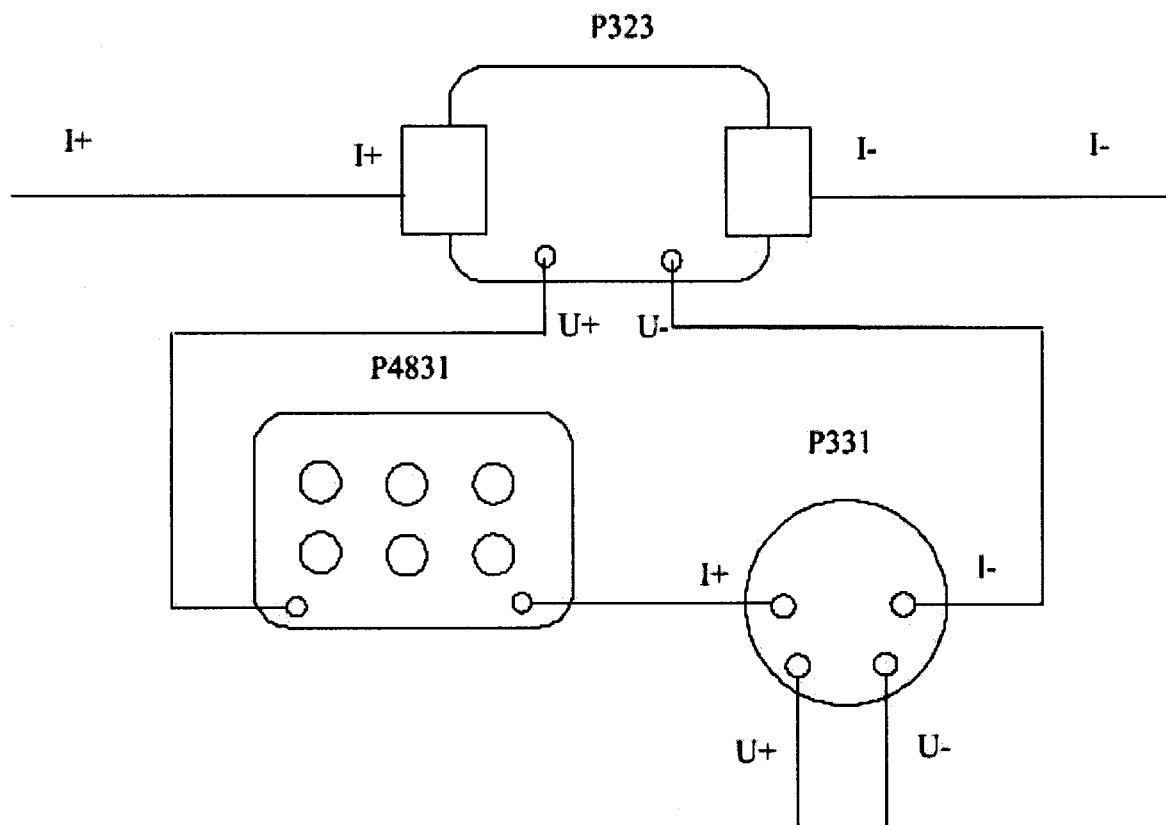 P323
I+
I+
I-
I-
U+
U-
P4831
P331
I+
I-
U+
U-